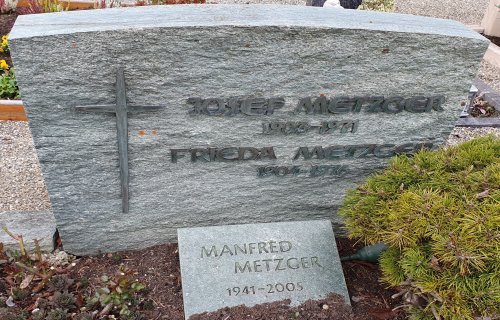 JOSEF METZGER
FRIEDA METZGER
MANFRED
METZGER
1941-2005